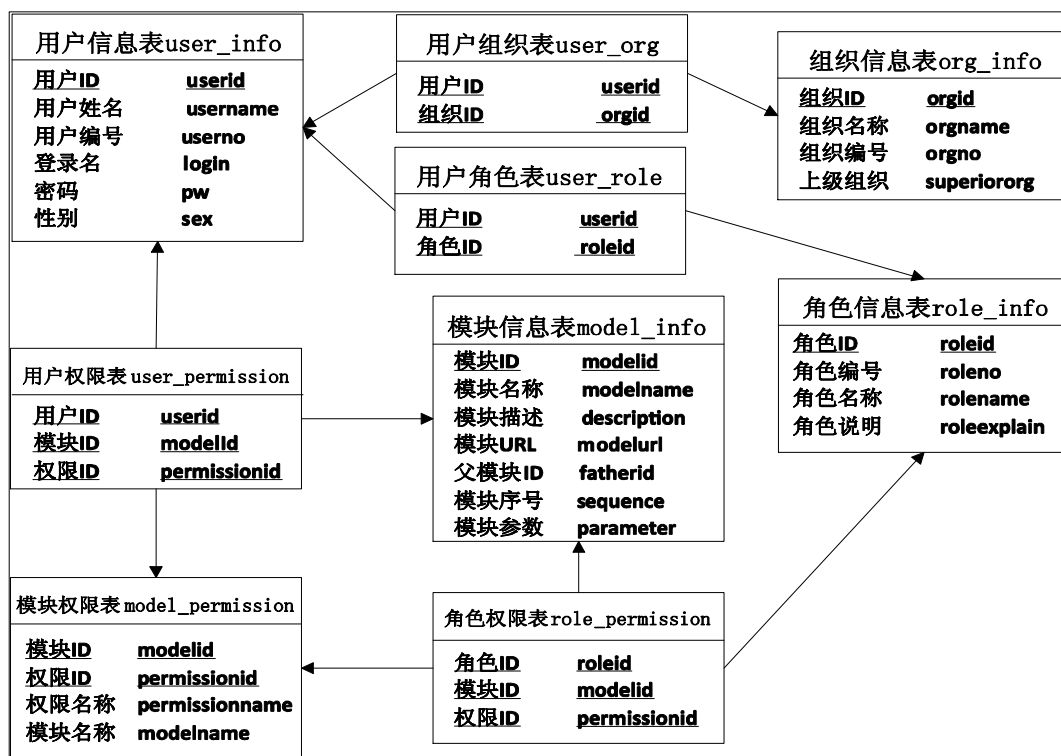 用户信息表user_info
用户ID userid
用户姓名 username
用户编号 userno
登录名 login
密码 pw
性别 sex
用户组织表user_org
用户ID userid
组织ID orgid
组织信息表org_info
组织ID orgid
组织名称 orgname
组织编号 orgno
上级组织 superiororg
用户角色表user_role
用户ID userid
角色ID roleid
角色信息表role_info
角色ID roleid
角色编号 roleno
角色名称 rolename
角色说明 roleexplain
模块信息表model_info
模块ID modelid
模块名称 modelname
模块描述 description
模块URL modelurl
父模块ID fatherid
模块序号 sequence
模块参数 parameter
用户权限表user_permission
用户ID userid
模块ID modelId
权限ID permissionid
模块权限表model_permission
模块ID modelid
权限ID permissionid
权限名称 permissionname
模块名称 modelname
角色权限表role_permission
角色ID roleid
模块ID modelid
权限ID permissionid